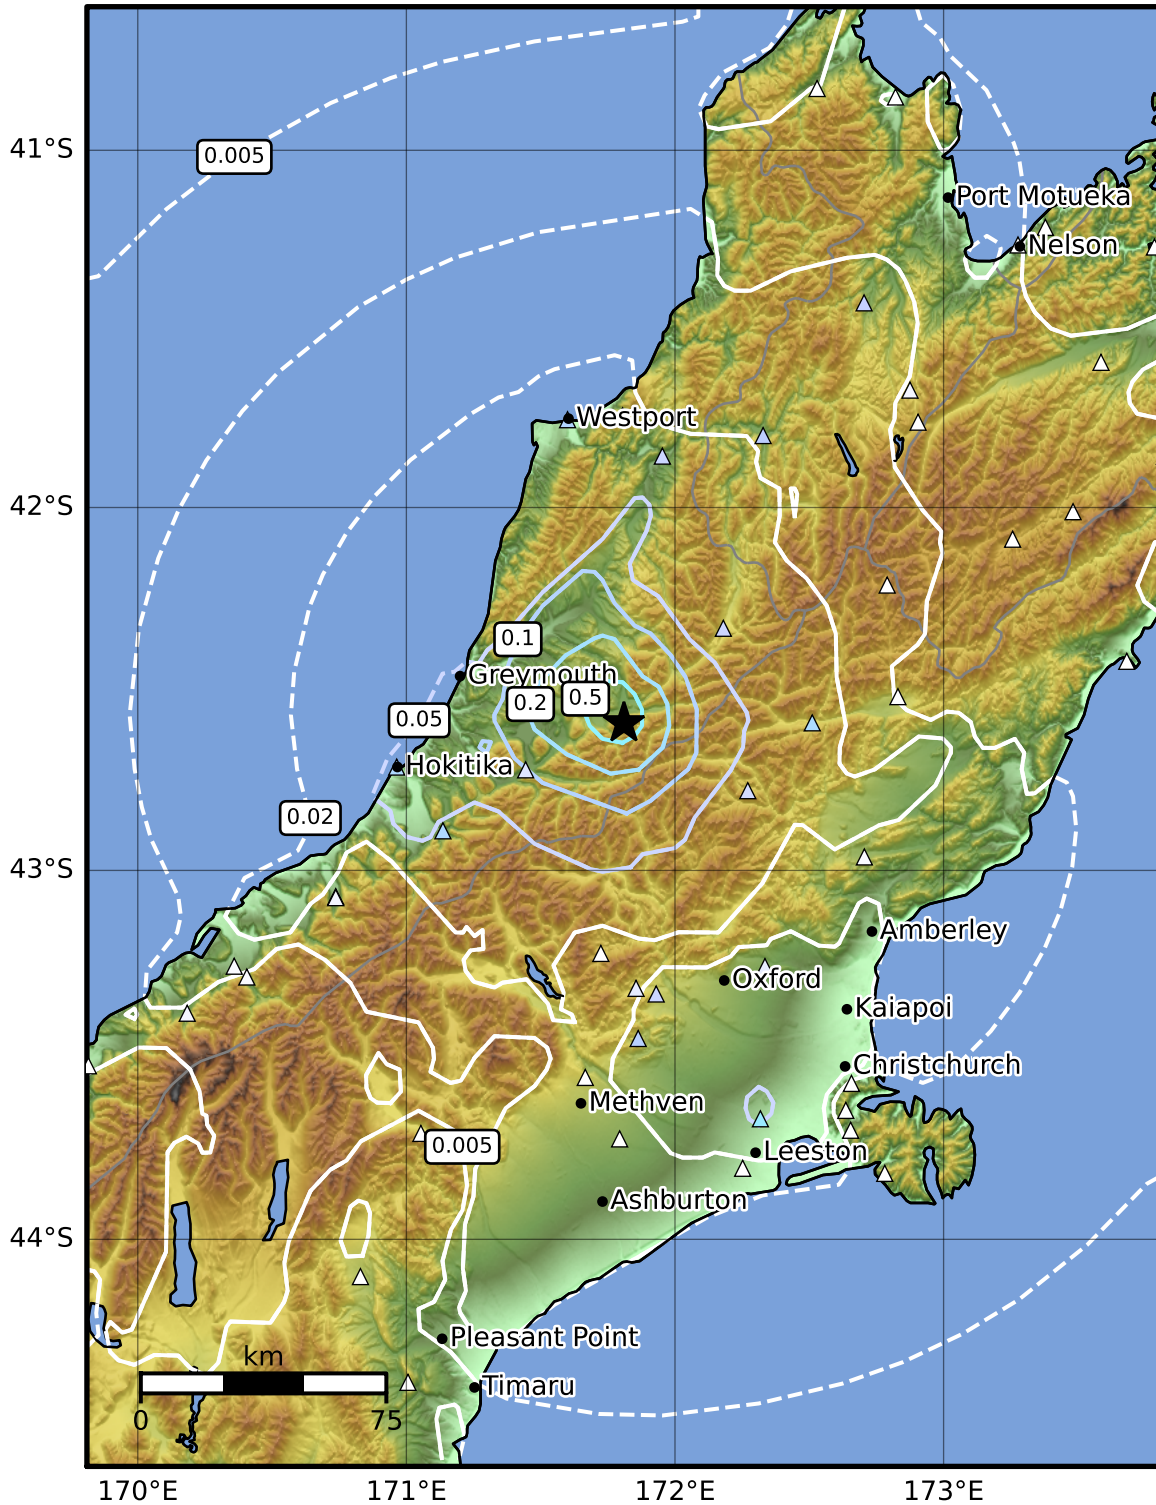 41°S
0.005
Port Motueka
Nelson
Westport
42°S
0.1
Greymouth
0.5
0.2
0.05
Hokitika
0.02
43°S
Amberley
Oxford
Kaiapoi
Christchurch
Methven
0.005
Leeston
Ashburton
44°S
Pleasant Point
km
Timaru
0
75
170°E
171°E
172°E
173°E